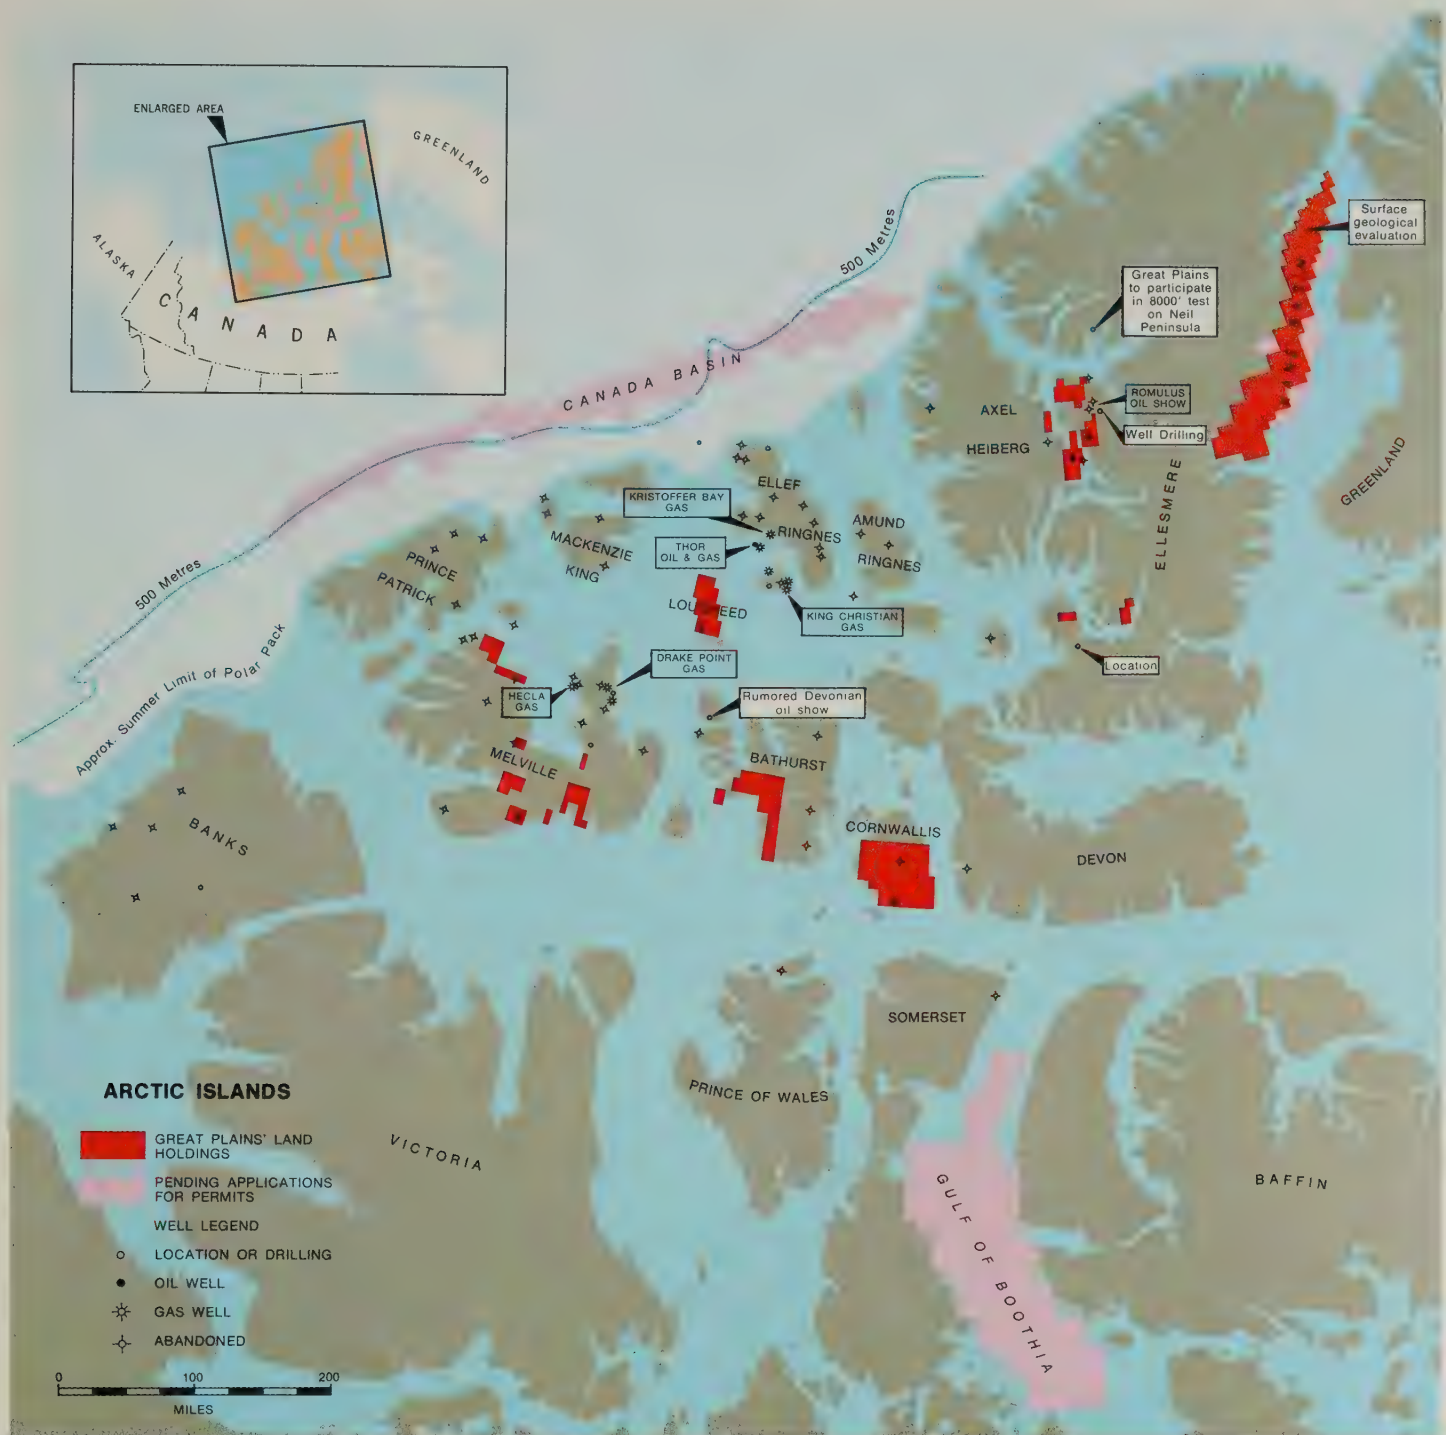 ENLARGED AREA
GREENLAND
ALASKA
CANADA
500 Metres
CANADA BASIN
Surface
geological
evaluation
Great Plains
to participate
in 8000' test
on Neil
Peninsula
ROMULUS
OIL SHOW
Well Drilling
AXEL
HEIBERG
GREENLAND
ELLESMERE
ELLEF
RINGNES
KRISTOFFER BAY
GAS
AMUND
RINGNES
THOR
OIL & GAS
MACKENZIE
KING
PRINCE
PATRICK
500 Metres
LOUGHEED
KING CHRISTIAN
GAS
Approx. Summer Limit of Polar Pack
DRAKE POINT
GAS
Location
HECLA
GAS
Rumored Devonian
oil show
MELVILLE
BATHURST
BANKS
CORNWALLIS
DEVON
SOMERSET
PRINCE OF WALES
VICTORIA
GULF OF BOOTHIA
BAFFIN
ARCTIC ISLANDS
GREAT PLAINS' LAND
HOLDINGS
PENDING APPLICATIONS
FOR PERMITS
WELL LEGEND
LOCATION OR DRILLING
OIL WELL
GAS WELL
ABANDONED
0 100 200
MILES